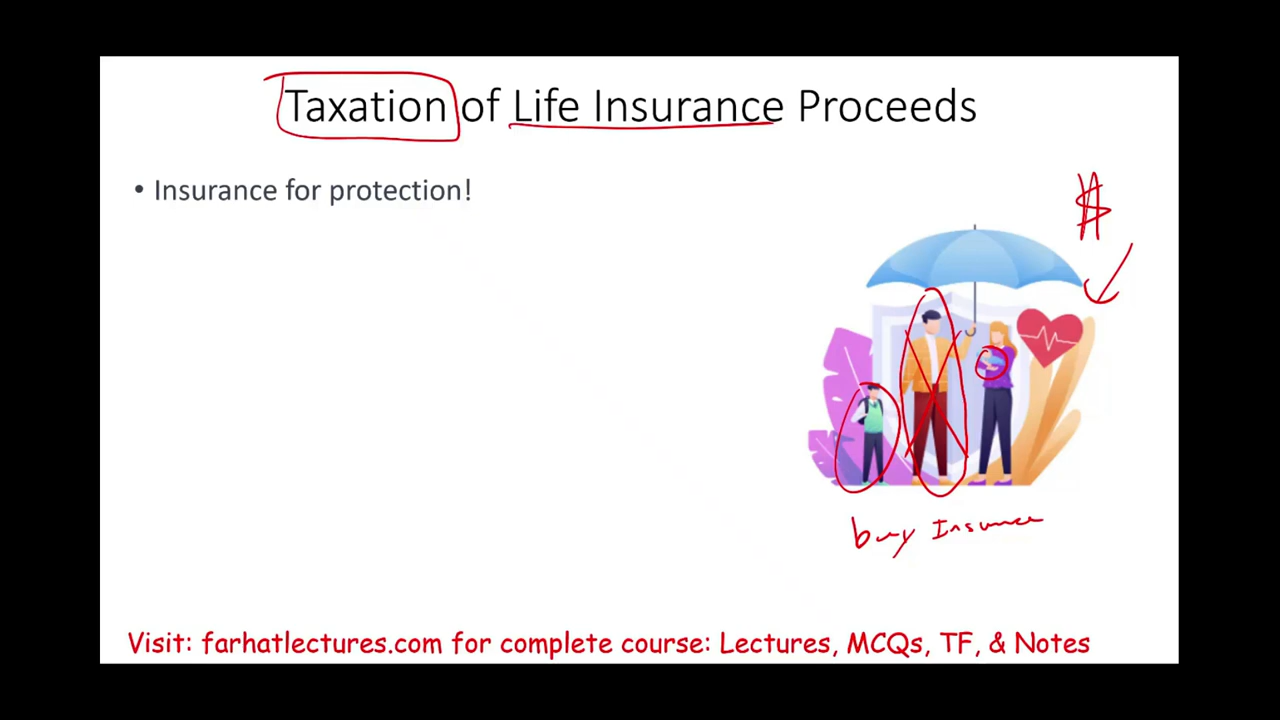 Taxation of Life Insurance Proceeds
• Insurance for protection!
$
buy Insurance
Visit: farhatlectures.com for complete course: Lectures, MCQs, TF, & Notes